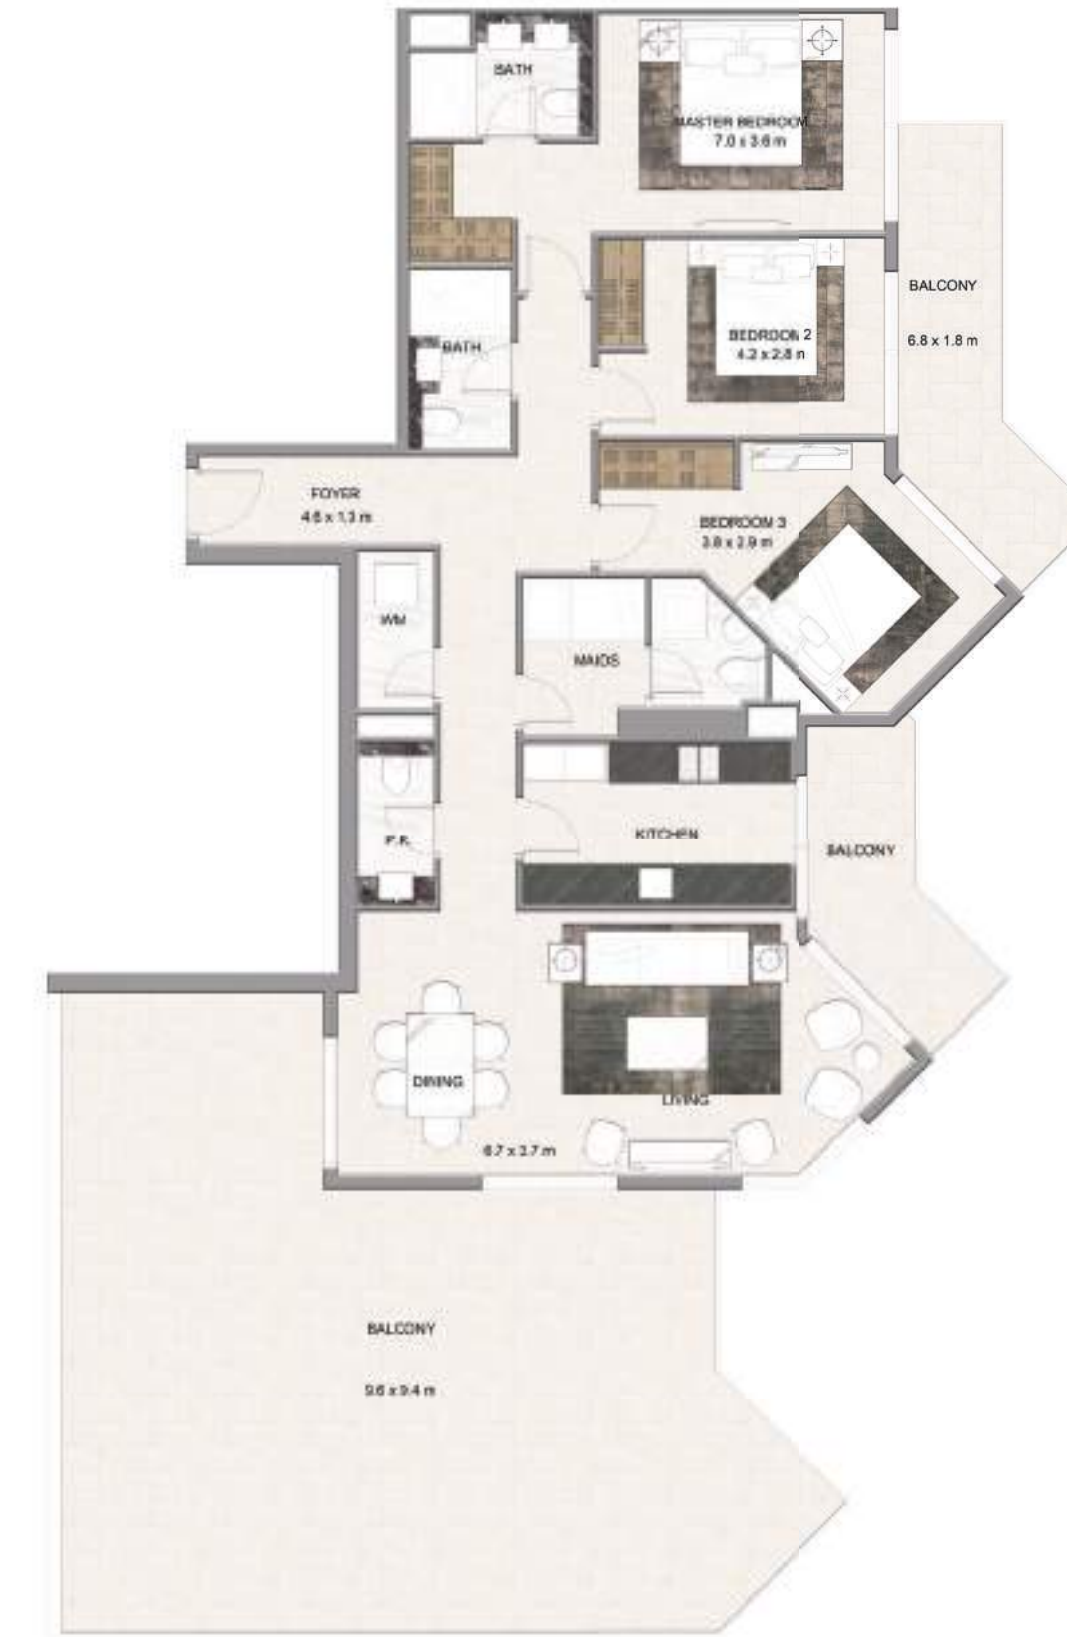 BATH
MASTER BEDROOM
7.0 x 3.6 m
BALCONY
6.8 x 1.8 m
BEDROOM 2
4.2 x 2.8 m
BATH
FOYER
4.6 x 1.3 m
BEDROOM 3
3.8 x 2.9 m
WM
MAIDS
P.R.
KITCHEN
BALCONY
DINING
LIVING
6.7 x 3.7 m
BALCONY
9.6 x 9.4 m